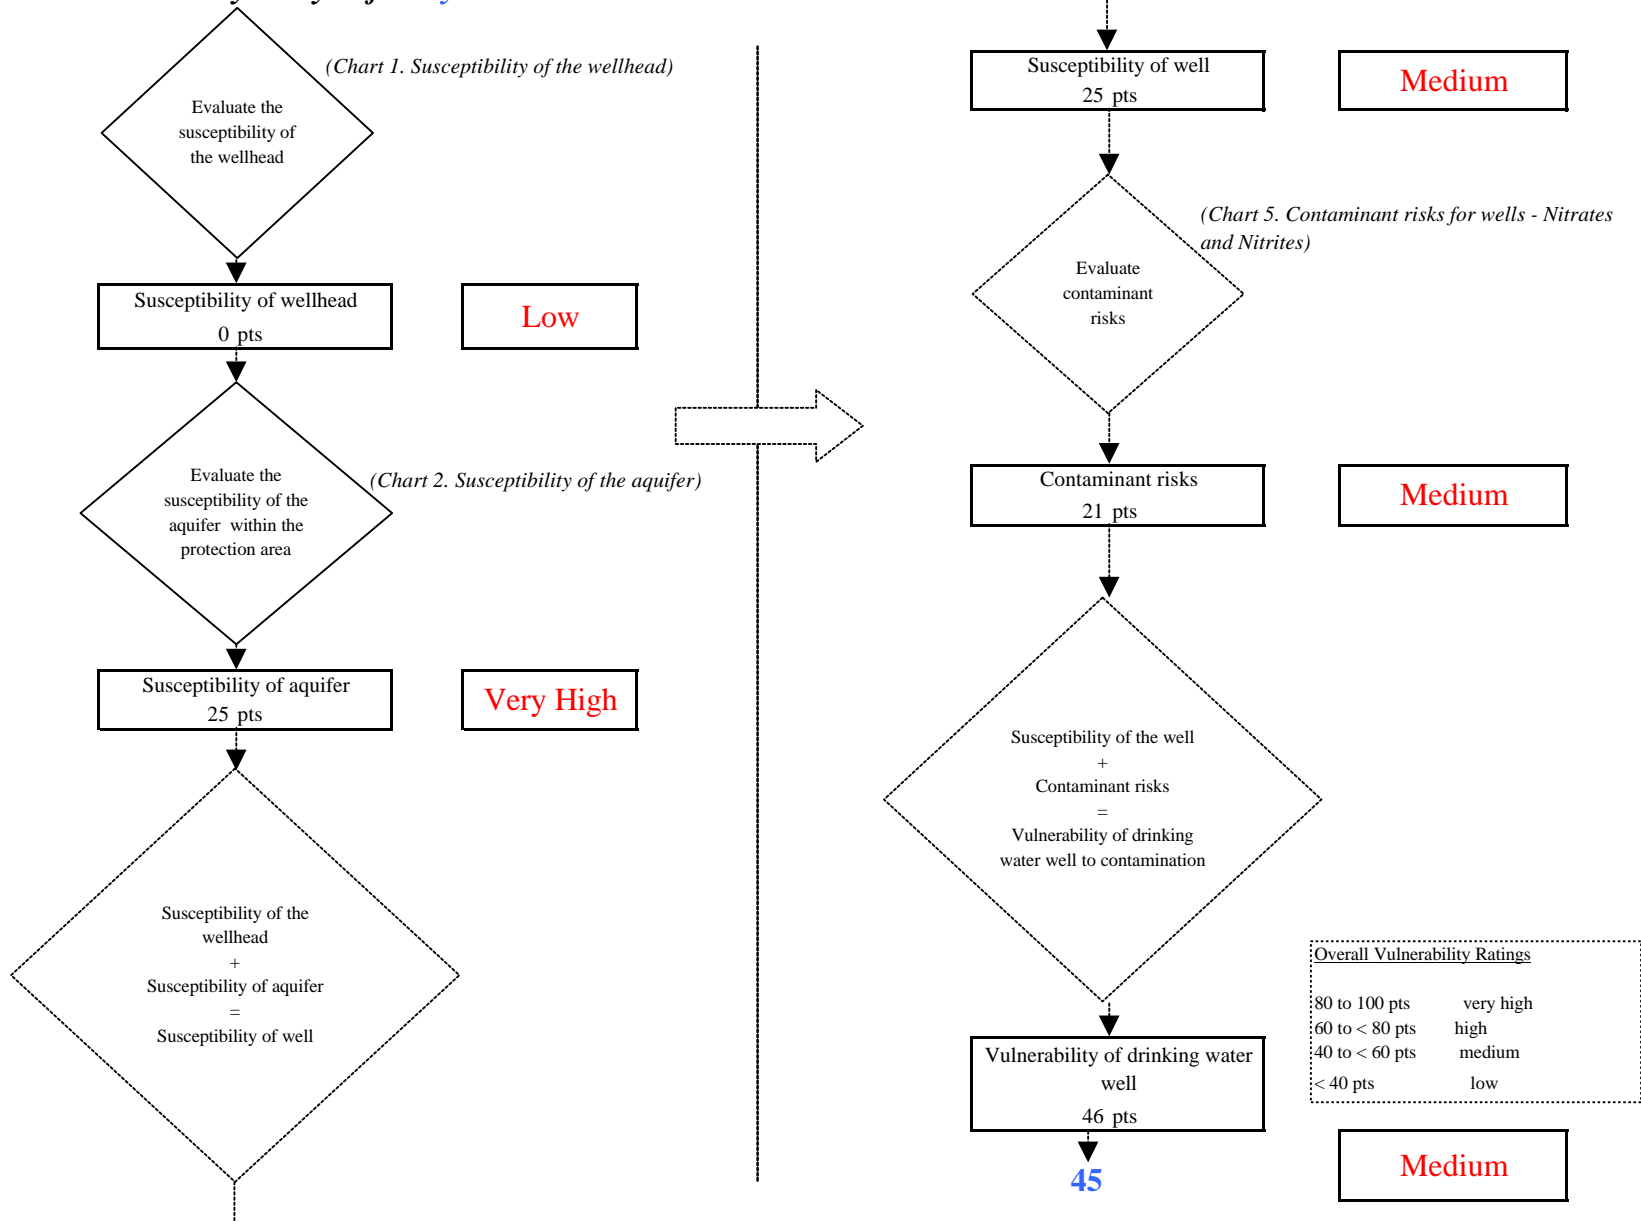 (Chart 1. Susceptibility of the wellhead)
Evaluate the
susceptibility of
the wellhead
Susceptibility of wellhead
0 pts
Low
Evaluate the
susceptibility of the
aquifer within the
protection area
(Chart 2. Susceptibility of the aquifer)
Susceptibility of aquifer
25 pts
Very High
Susceptibility of the
wellhead
+
Susceptibility of aquifer
=
Susceptibility of well
Susceptibility of well
25 pts
Medium
(Chart 5. Contaminant risks for wells - Nitrates
and Nitrites)
Evaluate
contaminant
risks
Contaminant risks
21 pts
Medium
Susceptibility of the well
+
Contaminant risks
=
Vulnerability of drinking
water well to contamination
Overall Vulnerability Ratings
80 to 100 pts very high
60 to < 80 pts high
40 to < 60 pts medium
< 40 pts low
Vulnerability of drinking water
well
46 pts
45
Medium